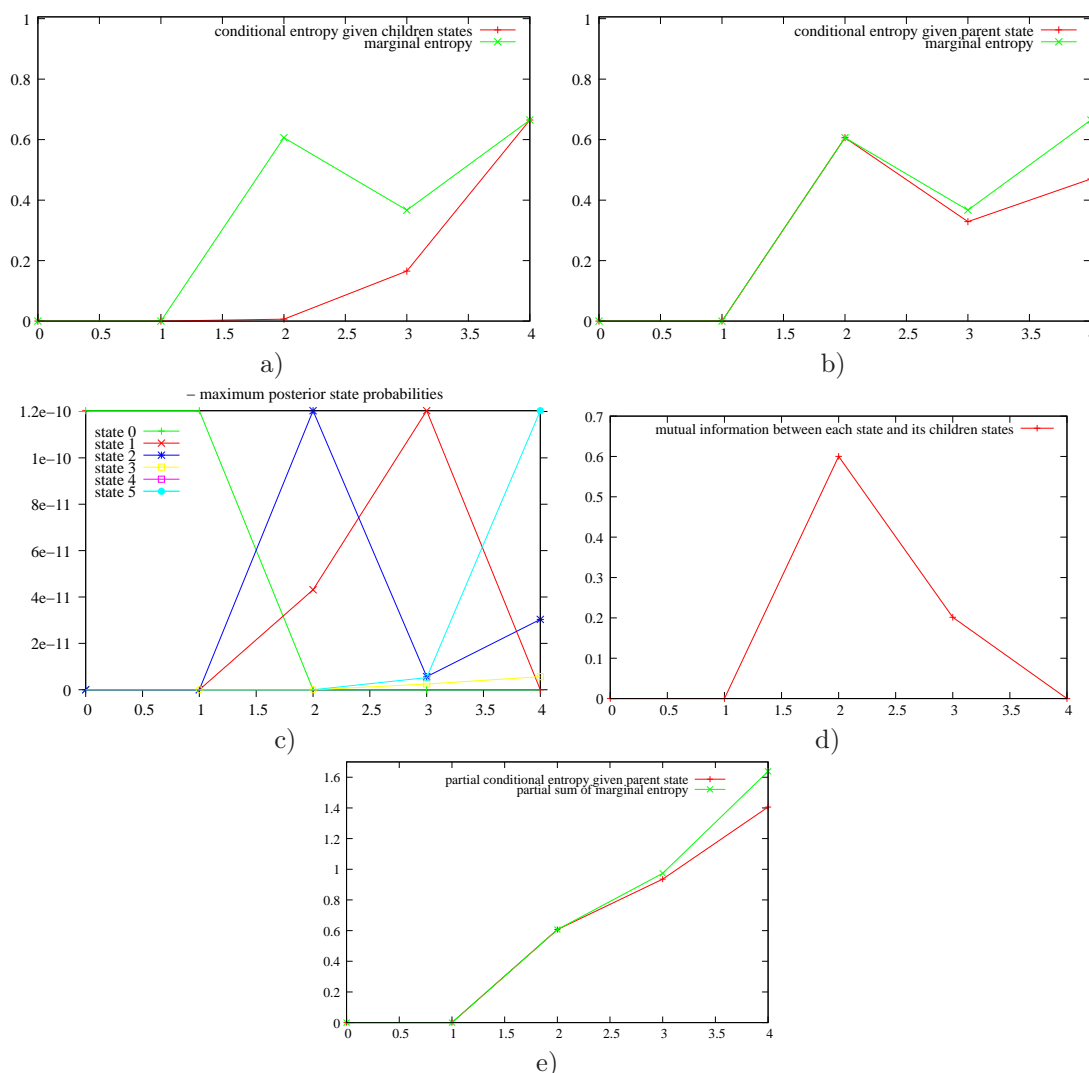 1
0.8
0.6
0.4
0.2
0
0 0.5 1 1.5 2 2.5 3 3.5 4
conditional entropy given children states
marginal entropy
a)
1
0.8
0.6
0.4
0.2
0
0 0.5 1 1.5 2 2.5 3 3.5
conditional entropy given parent state
marginal entropy
b)
– maximum posterior state probabilities
1.2e−10
1e−10
8e−11
6e−11
4e−11
2e−11
0
0 0.5 1 1.5 2 2.5 3 3.5 4
state 0
state 1
state 2
state 3
state 4
state 5
c)
0.7
0.6
0.5
0.4
0.3
0.2
0.1
0
0 0.5 1 1.5 2 2.5 3 3.5 4
mutual information between each state and its children states
d)
1.6
1.4
1.2
1
0.8
0.6
0.4
0.2
0
0 0.5 1 1.5 2 2.5 3 3.5 4
partial conditional entropy given parent state
partial sum of marginal entropy
e)